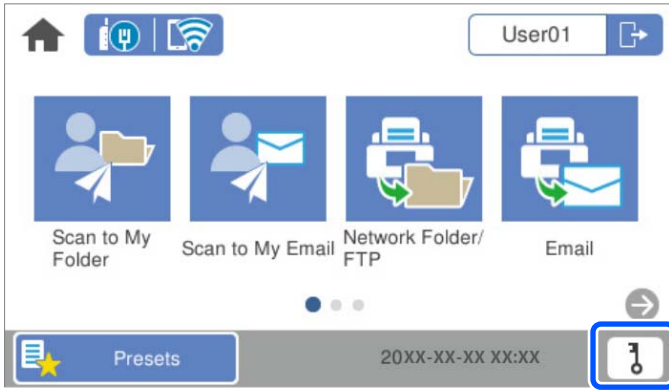 User01
Scan to My
Folder
Scan to My Email
Network Folder/
FTP
Email
Presets
20XX-XX-XX XX:XX